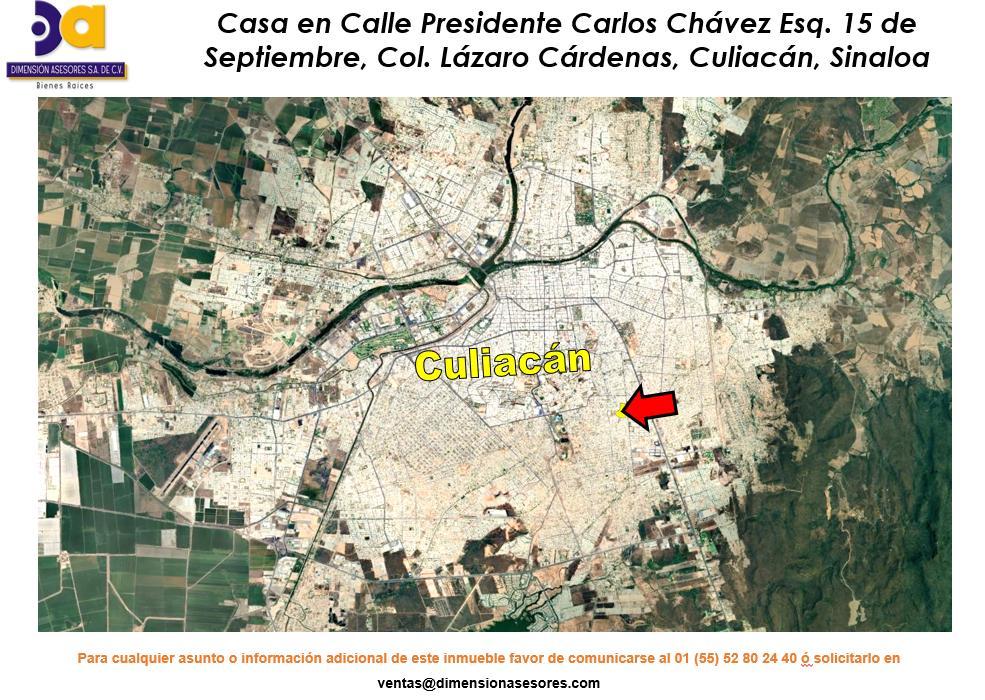 DIMENSIÓN ASESORES S.A. DE C.V.
Bienes Raíces
Casa en Calle Presidente Carlos Chávez Esq. 15 de
Septiembre, Col. Lázaro Cárdenas, Culiacán, Sinaloa
Culiacán
Para cualquier asunto o información adicional de este inmueble favor de comunicarse al 01 (55) 52 80 24 40 ó solicitarlo en
ventas@dimensionasesores.com